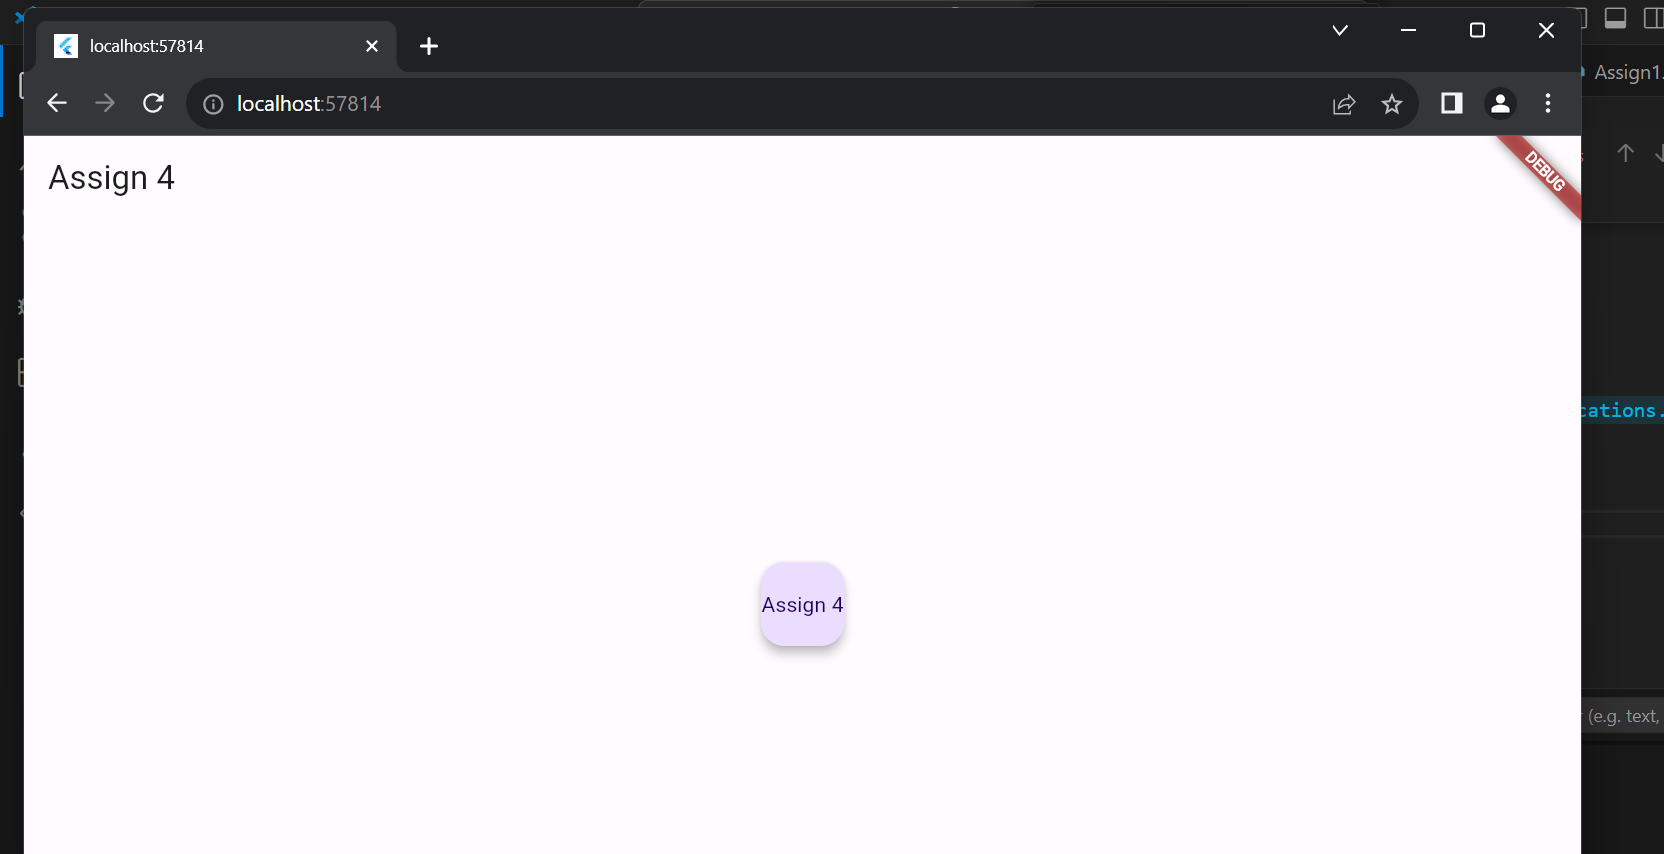 localhost:57814
localhost:57814
Assign1.
Assign 4
DEBUG
cations.
Assign 4
(e.g. text,